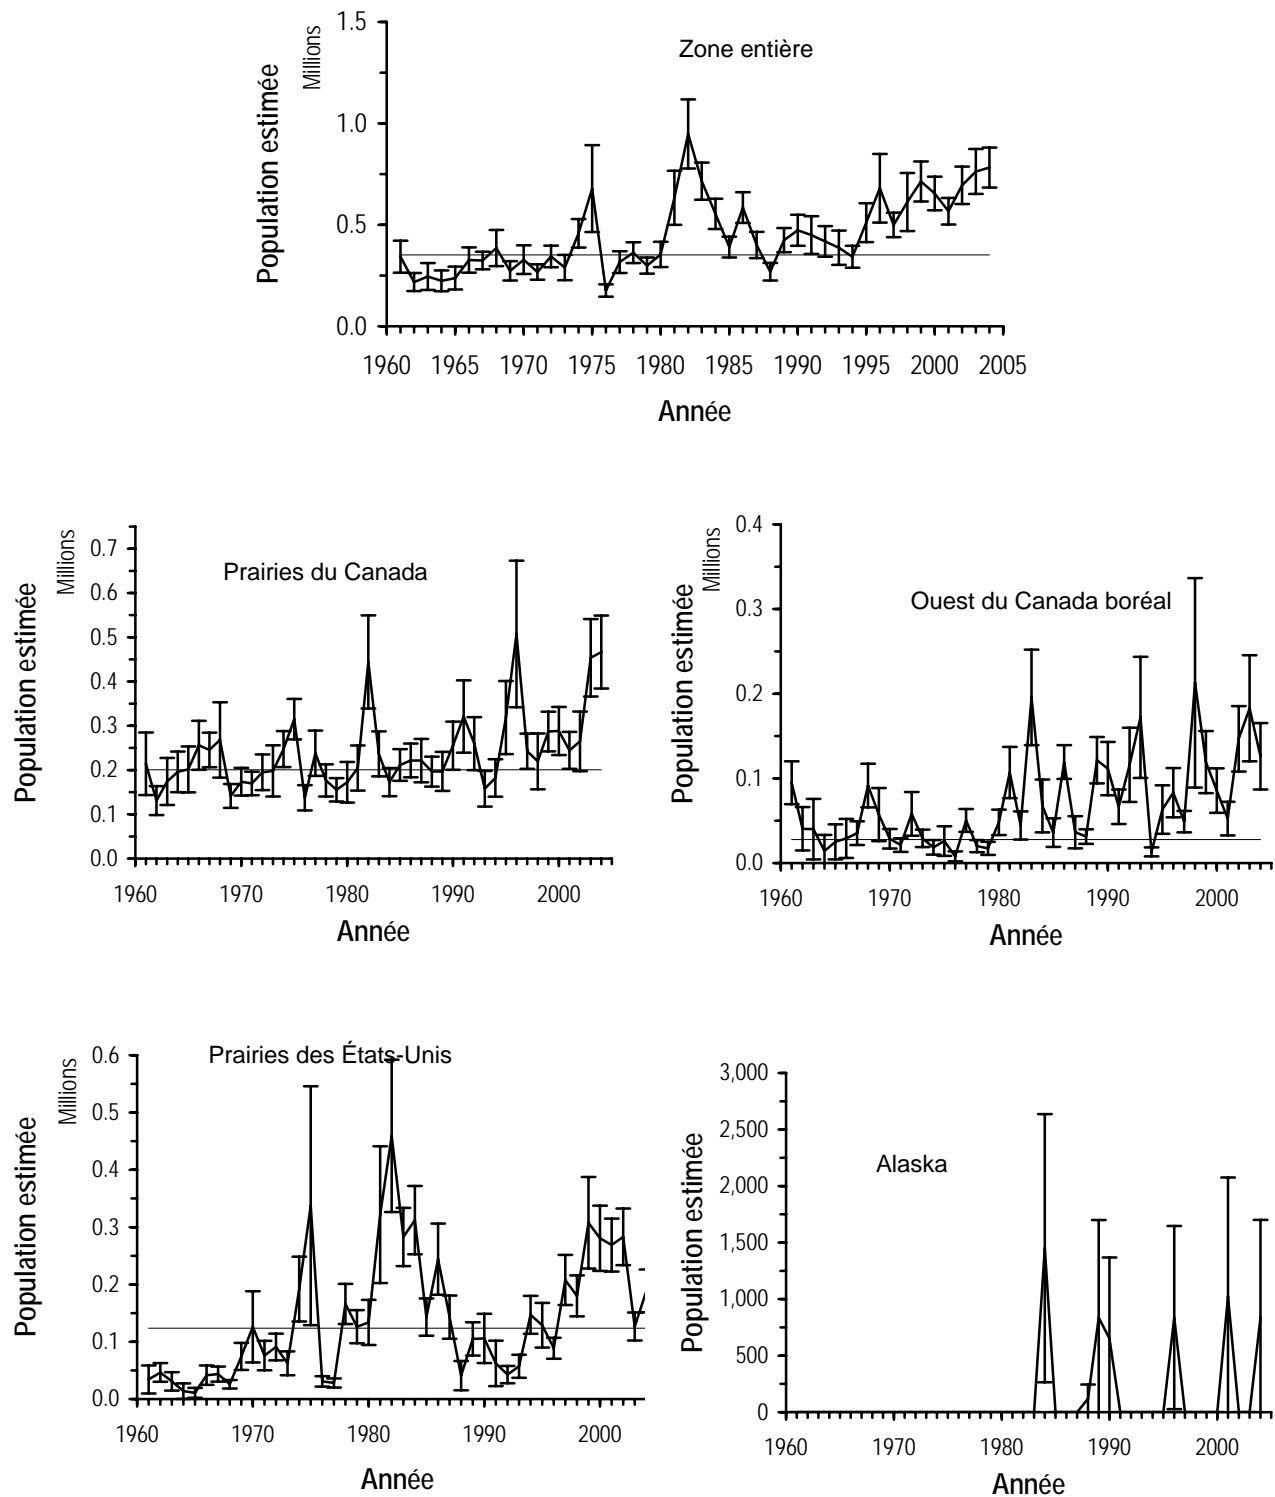 Zone entière
Millions
Population estimée
1.5
1.0
0.5
0.0
1960 1965 1970 1975 1980 1985 1990 1995 2000 2005
Année
Prairies du Canada
Millions
Population estimée
0.7
0.6
0.5
0.4
0.3
0.2
0.1
0.0
1960 1970 1980 1990 2000
Année
Ouest du Canada boréal
Millions
Population estimée
0.4
0.3
0.2
0.1
0.0
1960 1970 1980 1990 2000
Année
Prairies des États-Unis
Millions
Population estimée
0.6
0.5
0.4
0.3
0.2
0.1
0.0
1960 1970 1980 1990 2000
Année
Alaska
Population estimée
3,000
2,500
2,000
1,500
1,000
500
0
1960 1970 1980 1990 2000
Année